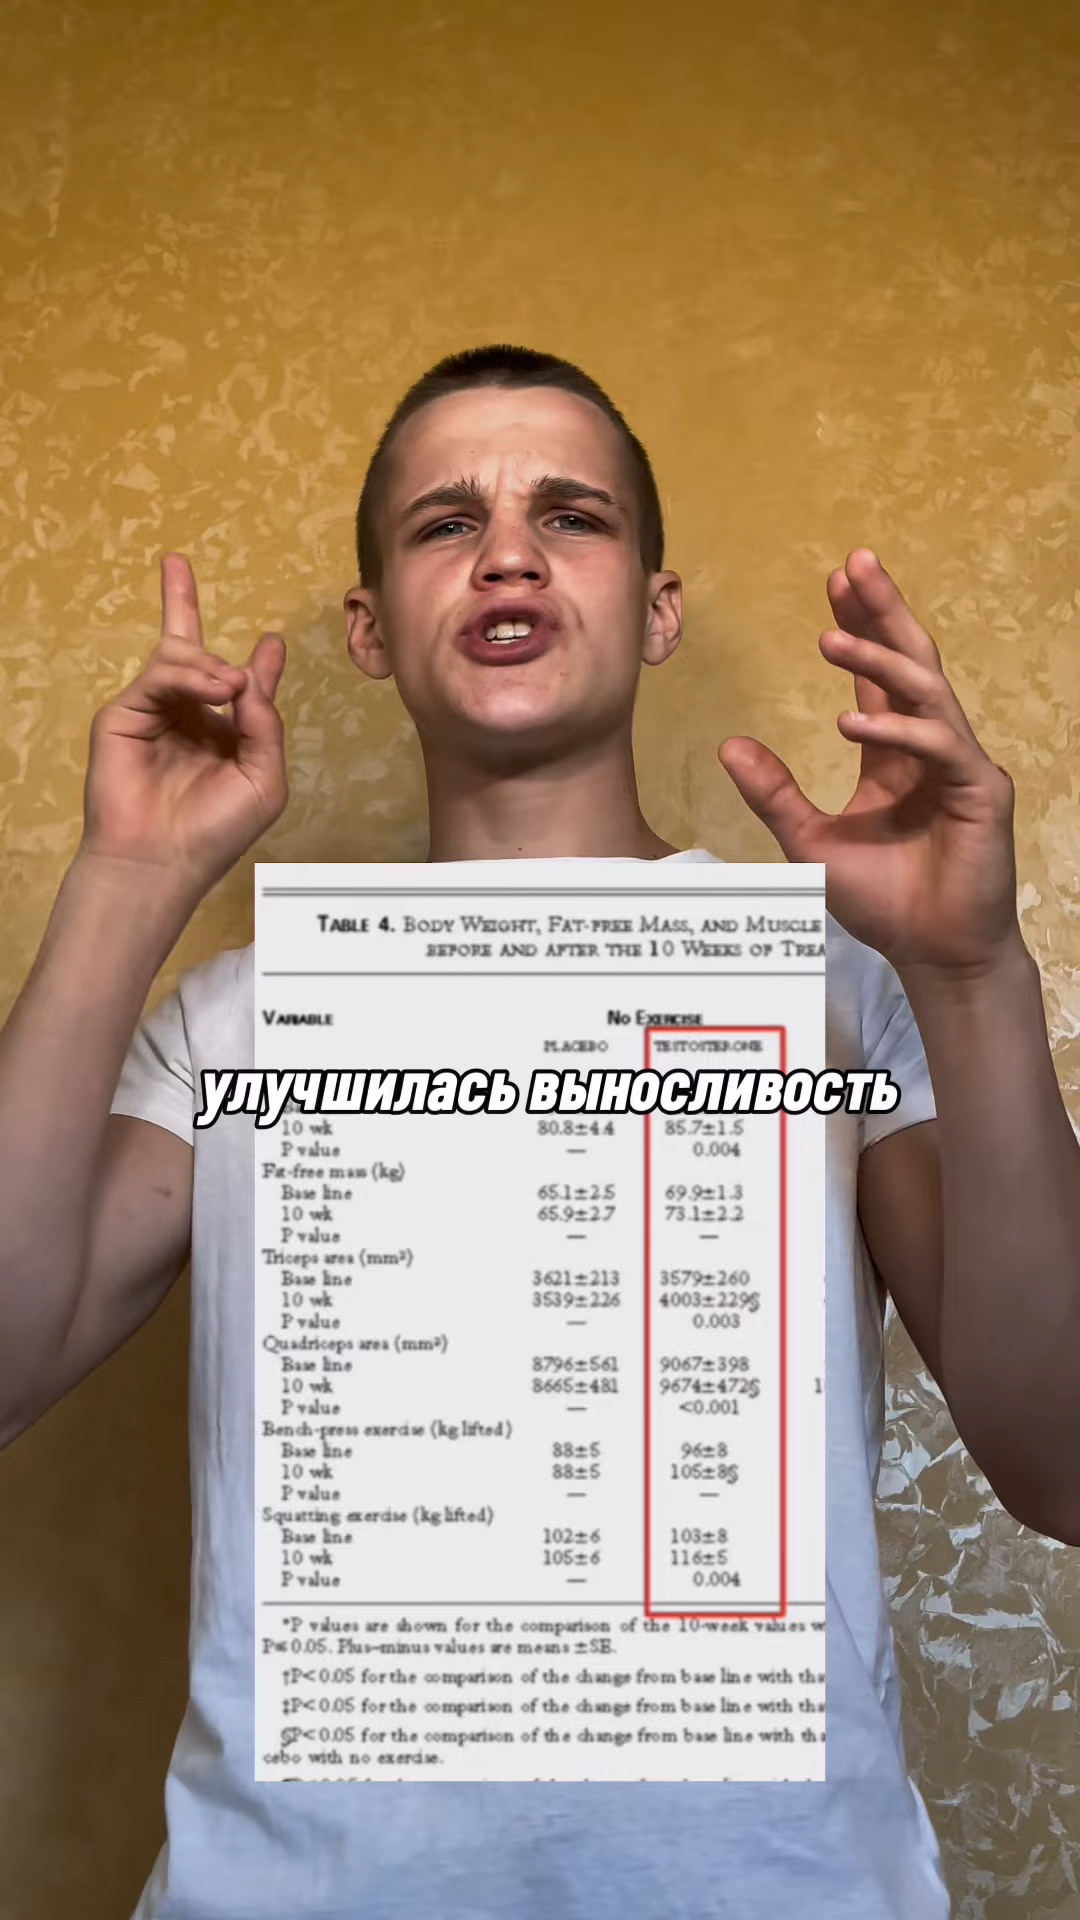 TABLE 4. BODY WEIGHT, FAT-FREE MASS, AND MUSCLE
BEFORE AND AFTER THE 10 WEEKS OF TREA
VARIABLE NO EXERCISE
PLACEBO TESTOSTERONE
улучшилась выносливость
10 wk 80.8±4.4 85.7±1.5
P value — 0.004
Fat-free mass (kg)
Base line 65.1±2.5 69.9±1.3
10 wk 65.9±2.7 73.1±2.2
P value — —
Triceps area (mm²)
Base line 3621±213 3579±260
10 wk 3539±226 4003±229§
P value — 0.003
Quadriceps area (mm²)
Base line 8796±561 9067±398
10 wk 8665±481 9674±472§ 1
P value — <0.001
Bench-press exercise (kg lifted)
Base line 88±5 96±8
10 wk 88±5 105±8§
P value — —
Squatting exercise (kg lifted)
Base line 102±6 103±8
10 wk 105±6 116±5
P value — 0.004
*P values are shown for the comparison of the 10-week values w
P≤0.05. Plus–minus values are means ±SE.
†P<0.05 for the comparison of the change from base line with tha
‡P<0.05 for the comparison of the change from base line with tha
§P<0.05 for the comparison of the change from base line with tha
cebo with no exercise.